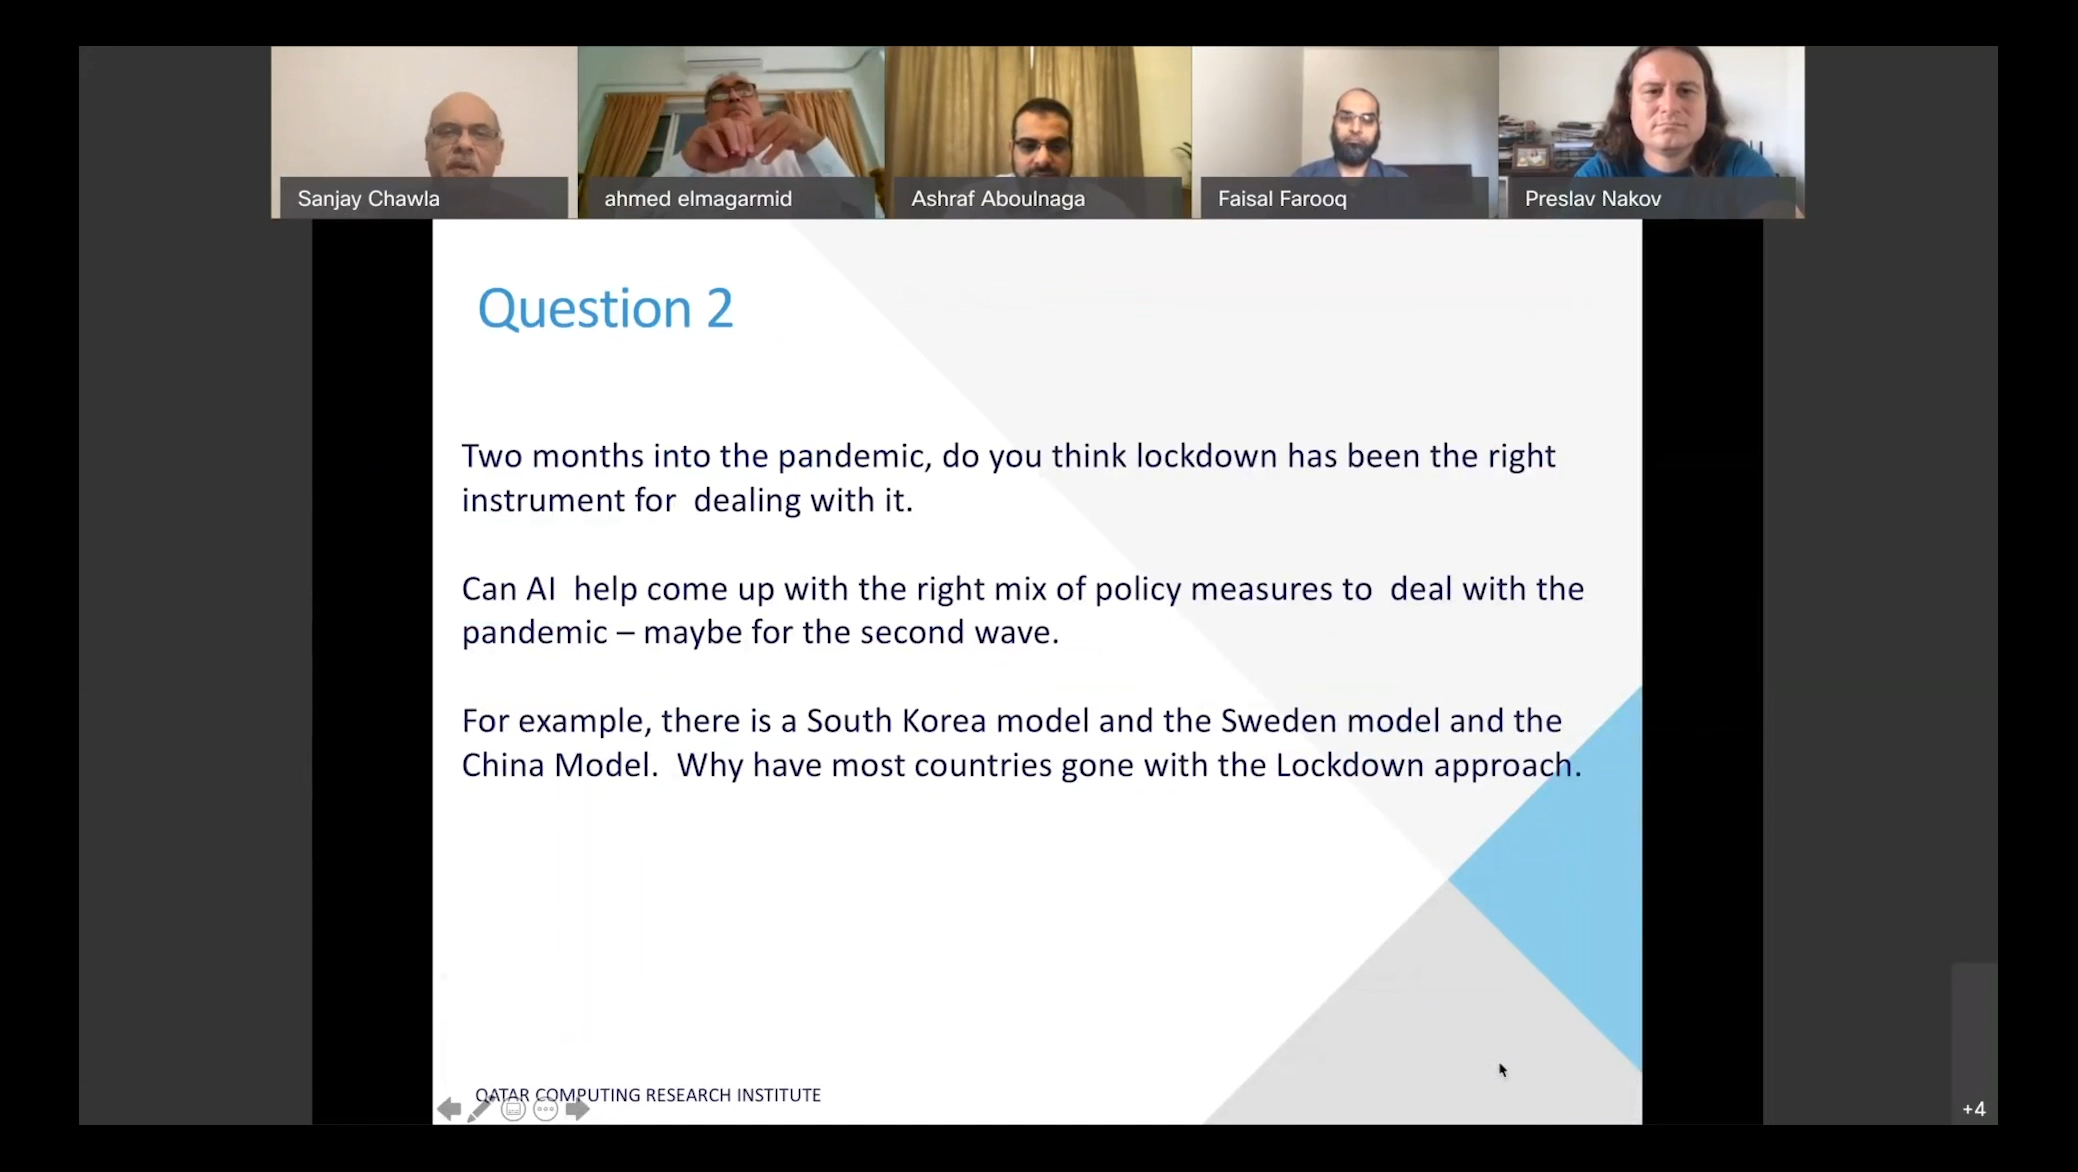 Sanjay Chawla
ahmed elmagarmid
Ashraf Aboulnaga
Faisal Farooq
Preslav Nakov
Question 2
Two months into the pandemic, do you think lockdown has been the right
instrument for  dealing with it.
Can AI  help come up with the right mix of policy measures to  deal with the
pandemic – maybe for the second wave.
For example, there is a South Korea model and the Sweden model and the
China Model.  Why have most countries gone with the Lockdown approach.
QATAR COMPUTING RESEARCH INSTITUTE
+4